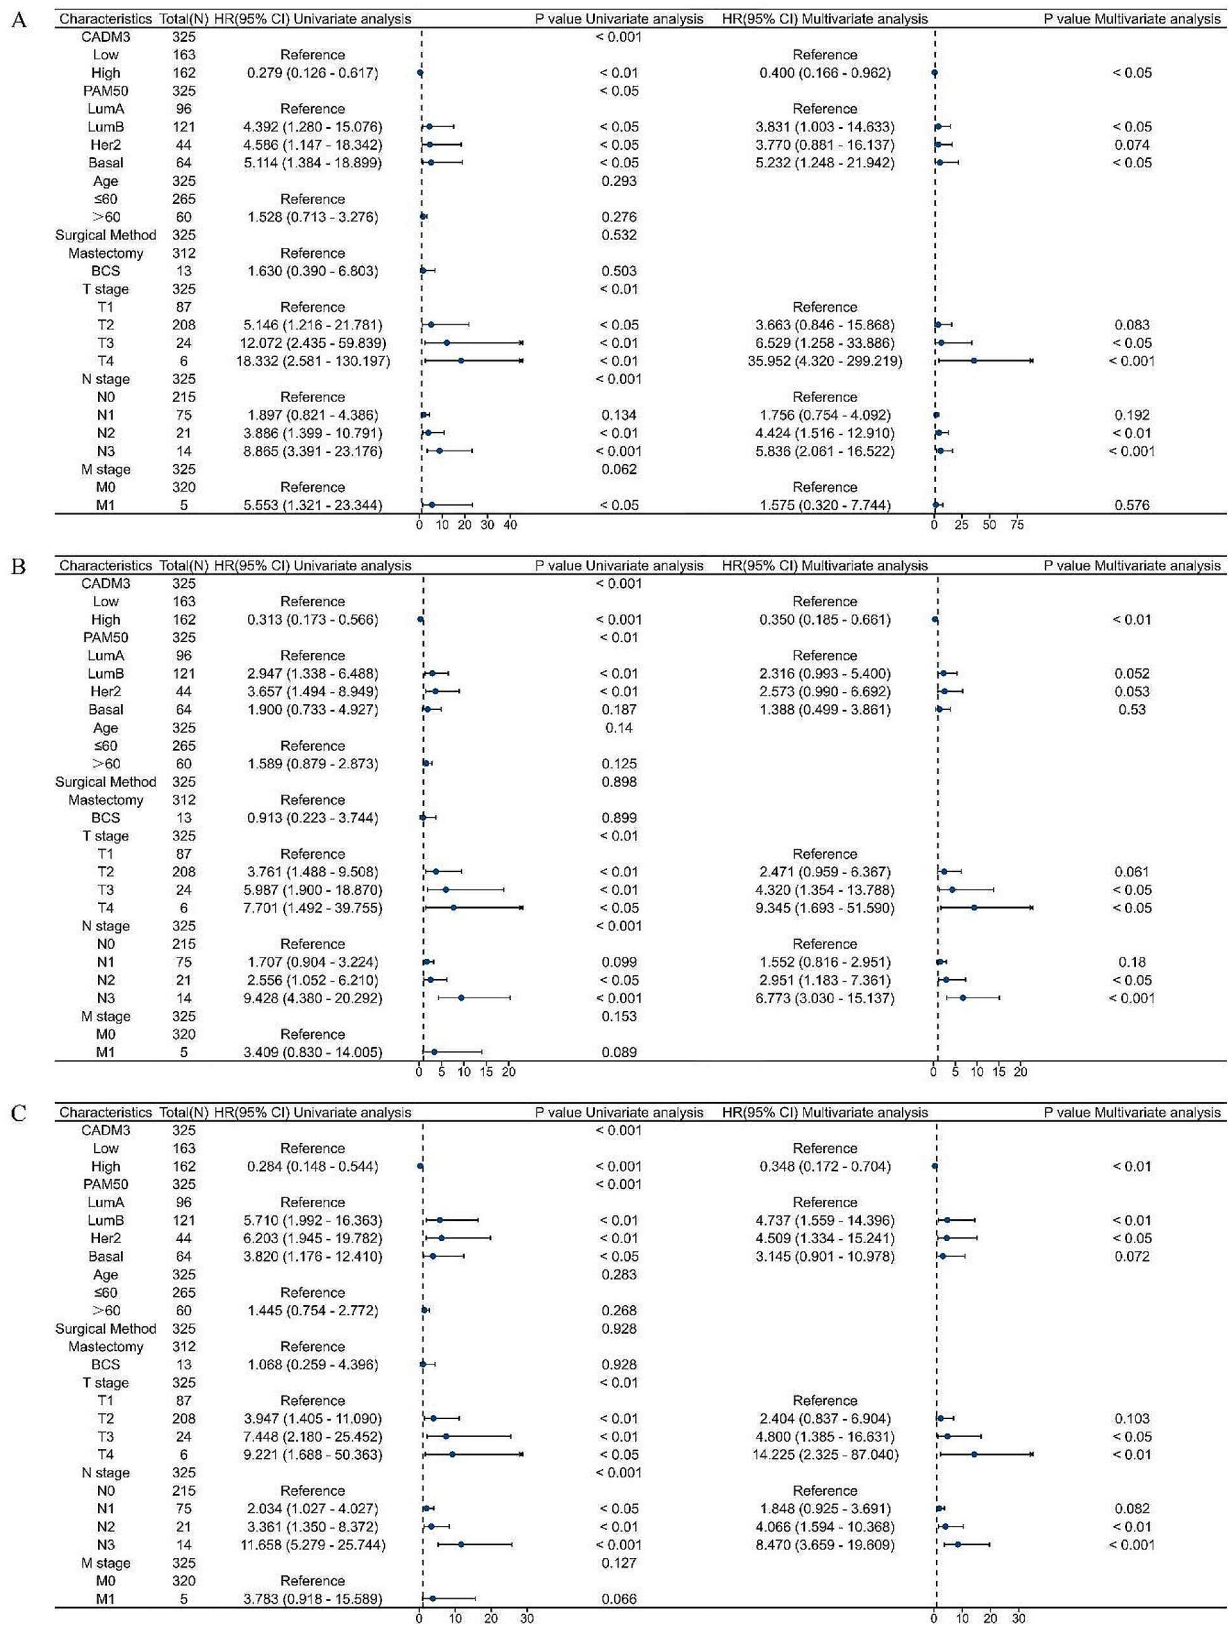 A
Characteristics Total(N) HR(95% CI) Univariate analysis P value Univariate analysis HR(95% CI) Multivariate analysis P value Multivariate analysis
CADM3 325 < 0.001
Low 163 Reference Reference
High 162 0.279 (0.126 - 0.617) < 0.01 0.400 (0.166 - 0.962) < 0.05
PAM50 325 < 0.05
LumA 96 Reference Reference
LumB 121 4.392 (1.280 - 15.076) < 0.05 3.831 (1.003 - 14.633) < 0.05
Her2 44 4.586 (1.147 - 18.342) < 0.05 3.770 (0.881 - 16.137) 0.074
Basal 64 5.114 (1.384 - 18.899) < 0.05 5.232 (1.248 - 21.942) < 0.05
Age 325 0.293
≤60 265 Reference
＞60 60 1.528 (0.713 - 3.276) 0.276
Surgical Method 325 0.532
Mastectomy 312 Reference
BCS 13 1.630 (0.390 - 6.803) 0.503
T stage 325 < 0.01
T1 87 Reference Reference
T2 208 5.146 (1.216 - 21.781) < 0.05 3.663 (0.846 - 15.868) 0.083
T3 24 12.072 (2.435 - 59.839) < 0.01 6.529 (1.258 - 33.886) < 0.05
T4 6 18.332 (2.581 - 130.197) < 0.01 35.952 (4.320 - 299.219) < 0.001
N stage 325 < 0.001
N0 215 Reference Reference
N1 75 1.897 (0.821 - 4.386) 0.134 1.756 (0.754 - 4.092) 0.192
N2 21 3.886 (1.399 - 10.791) < 0.01 4.424 (1.516 - 12.910) < 0.01
N3 14 8.865 (3.391 - 23.176) < 0.001 5.836 (2.061 - 16.522) < 0.001
M stage 325 0.062
M0 320 Reference Reference
M1 5 5.553 (1.321 - 23.344) < 0.05 1.575 (0.320 - 7.744) 0.576
0 10 20 30 40 0 25 50 75
B
Characteristics Total(N) HR(95% CI) Univariate analysis P value Univariate analysis HR(95% CI) Multivariate analysis P value Multivariate analysis
CADM3 325 < 0.001
Low 163 Reference Reference
High 162 0.313 (0.173 - 0.566) < 0.001 0.350 (0.185 - 0.661) < 0.01
PAM50 325 < 0.01
LumA 96 Reference Reference
LumB 121 2.947 (1.338 - 6.488) < 0.01 2.316 (0.993 - 5.400) 0.052
Her2 44 3.657 (1.494 - 8.949) < 0.01 2.573 (0.990 - 6.692) 0.053
Basal 64 1.900 (0.733 - 4.927) 0.187 1.388 (0.499 - 3.861) 0.53
Age 325 0.14
≤60 265 Reference
＞60 60 1.589 (0.879 - 2.873) 0.125
Surgical Method 325 0.898
Mastectomy 312 Reference
BCS 13 0.913 (0.223 - 3.744) 0.899
T stage 325 < 0.01
T1 87 Reference Reference
T2 208 3.761 (1.488 - 9.508) < 0.01 2.471 (0.959 - 6.367) 0.061
T3 24 5.987 (1.900 - 18.870) < 0.01 4.320 (1.354 - 13.788) < 0.05
T4 6 7.701 (1.492 - 39.755) < 0.05 9.345 (1.693 - 51.590) < 0.05
N stage 325 < 0.001
N0 215 Reference Reference
N1 75 1.707 (0.904 - 3.224) 0.099 1.552 (0.816 - 2.951) 0.18
N2 21 2.556 (1.052 - 6.210) < 0.05 2.951 (1.183 - 7.361) < 0.05
N3 14 9.428 (4.380 - 20.292) < 0.001 6.773 (3.030 - 15.137) < 0.001
M stage 325 0.153
M0 320 Reference
M1 5 3.409 (0.830 - 14.005) 0.089
0 5 10 15 20 0 5 10 15 20
C
Characteristics Total(N) HR(95% CI) Univariate analysis P value Univariate analysis HR(95% CI) Multivariate analysis P value Multivariate analysis
CADM3 325 < 0.001
Low 163 Reference Reference
High 162 0.284 (0.148 - 0.544) < 0.001 0.348 (0.172 - 0.704) < 0.01
PAM50 325 < 0.001
LumA 96 Reference Reference
LumB 121 5.710 (1.992 - 16.363) < 0.01 4.737 (1.559 - 14.396) < 0.01
Her2 44 6.203 (1.945 - 19.782) < 0.01 4.509 (1.334 - 15.241) < 0.05
Basal 64 3.820 (1.176 - 12.410) < 0.05 3.145 (0.901 - 10.978) 0.072
Age 325 0.283
≤60 265 Reference
＞60 60 1.445 (0.754 - 2.772) 0.268
Surgical Method 325 0.928
Mastectomy 312 Reference
BCS 13 1.068 (0.259 - 4.396) 0.928
T stage 325 < 0.01
T1 87 Reference Reference
T2 208 3.947 (1.405 - 11.090) < 0.01 2.404 (0.837 - 6.904) 0.103
T3 24 7.448 (2.180 - 25.452) < 0.01 4.800 (1.385 - 16.631) < 0.05
T4 6 9.221 (1.688 - 50.363) < 0.05 14.225 (2.325 - 87.040) < 0.01
N stage 325 < 0.001
N0 215 Reference Reference
N1 75 2.034 (1.027 - 4.027) < 0.05 1.848 (0.925 - 3.691) 0.082
N2 21 3.361 (1.350 - 8.372) < 0.01 4.066 (1.594 - 10.368) < 0.01
N3 14 11.658 (5.279 - 25.744) < 0.001 8.470 (3.659 - 19.609) < 0.001
M stage 325 0.127
M0 320 Reference
M1 5 3.783 (0.918 - 15.589) 0.066
0 10 20 30 0 10 20 30